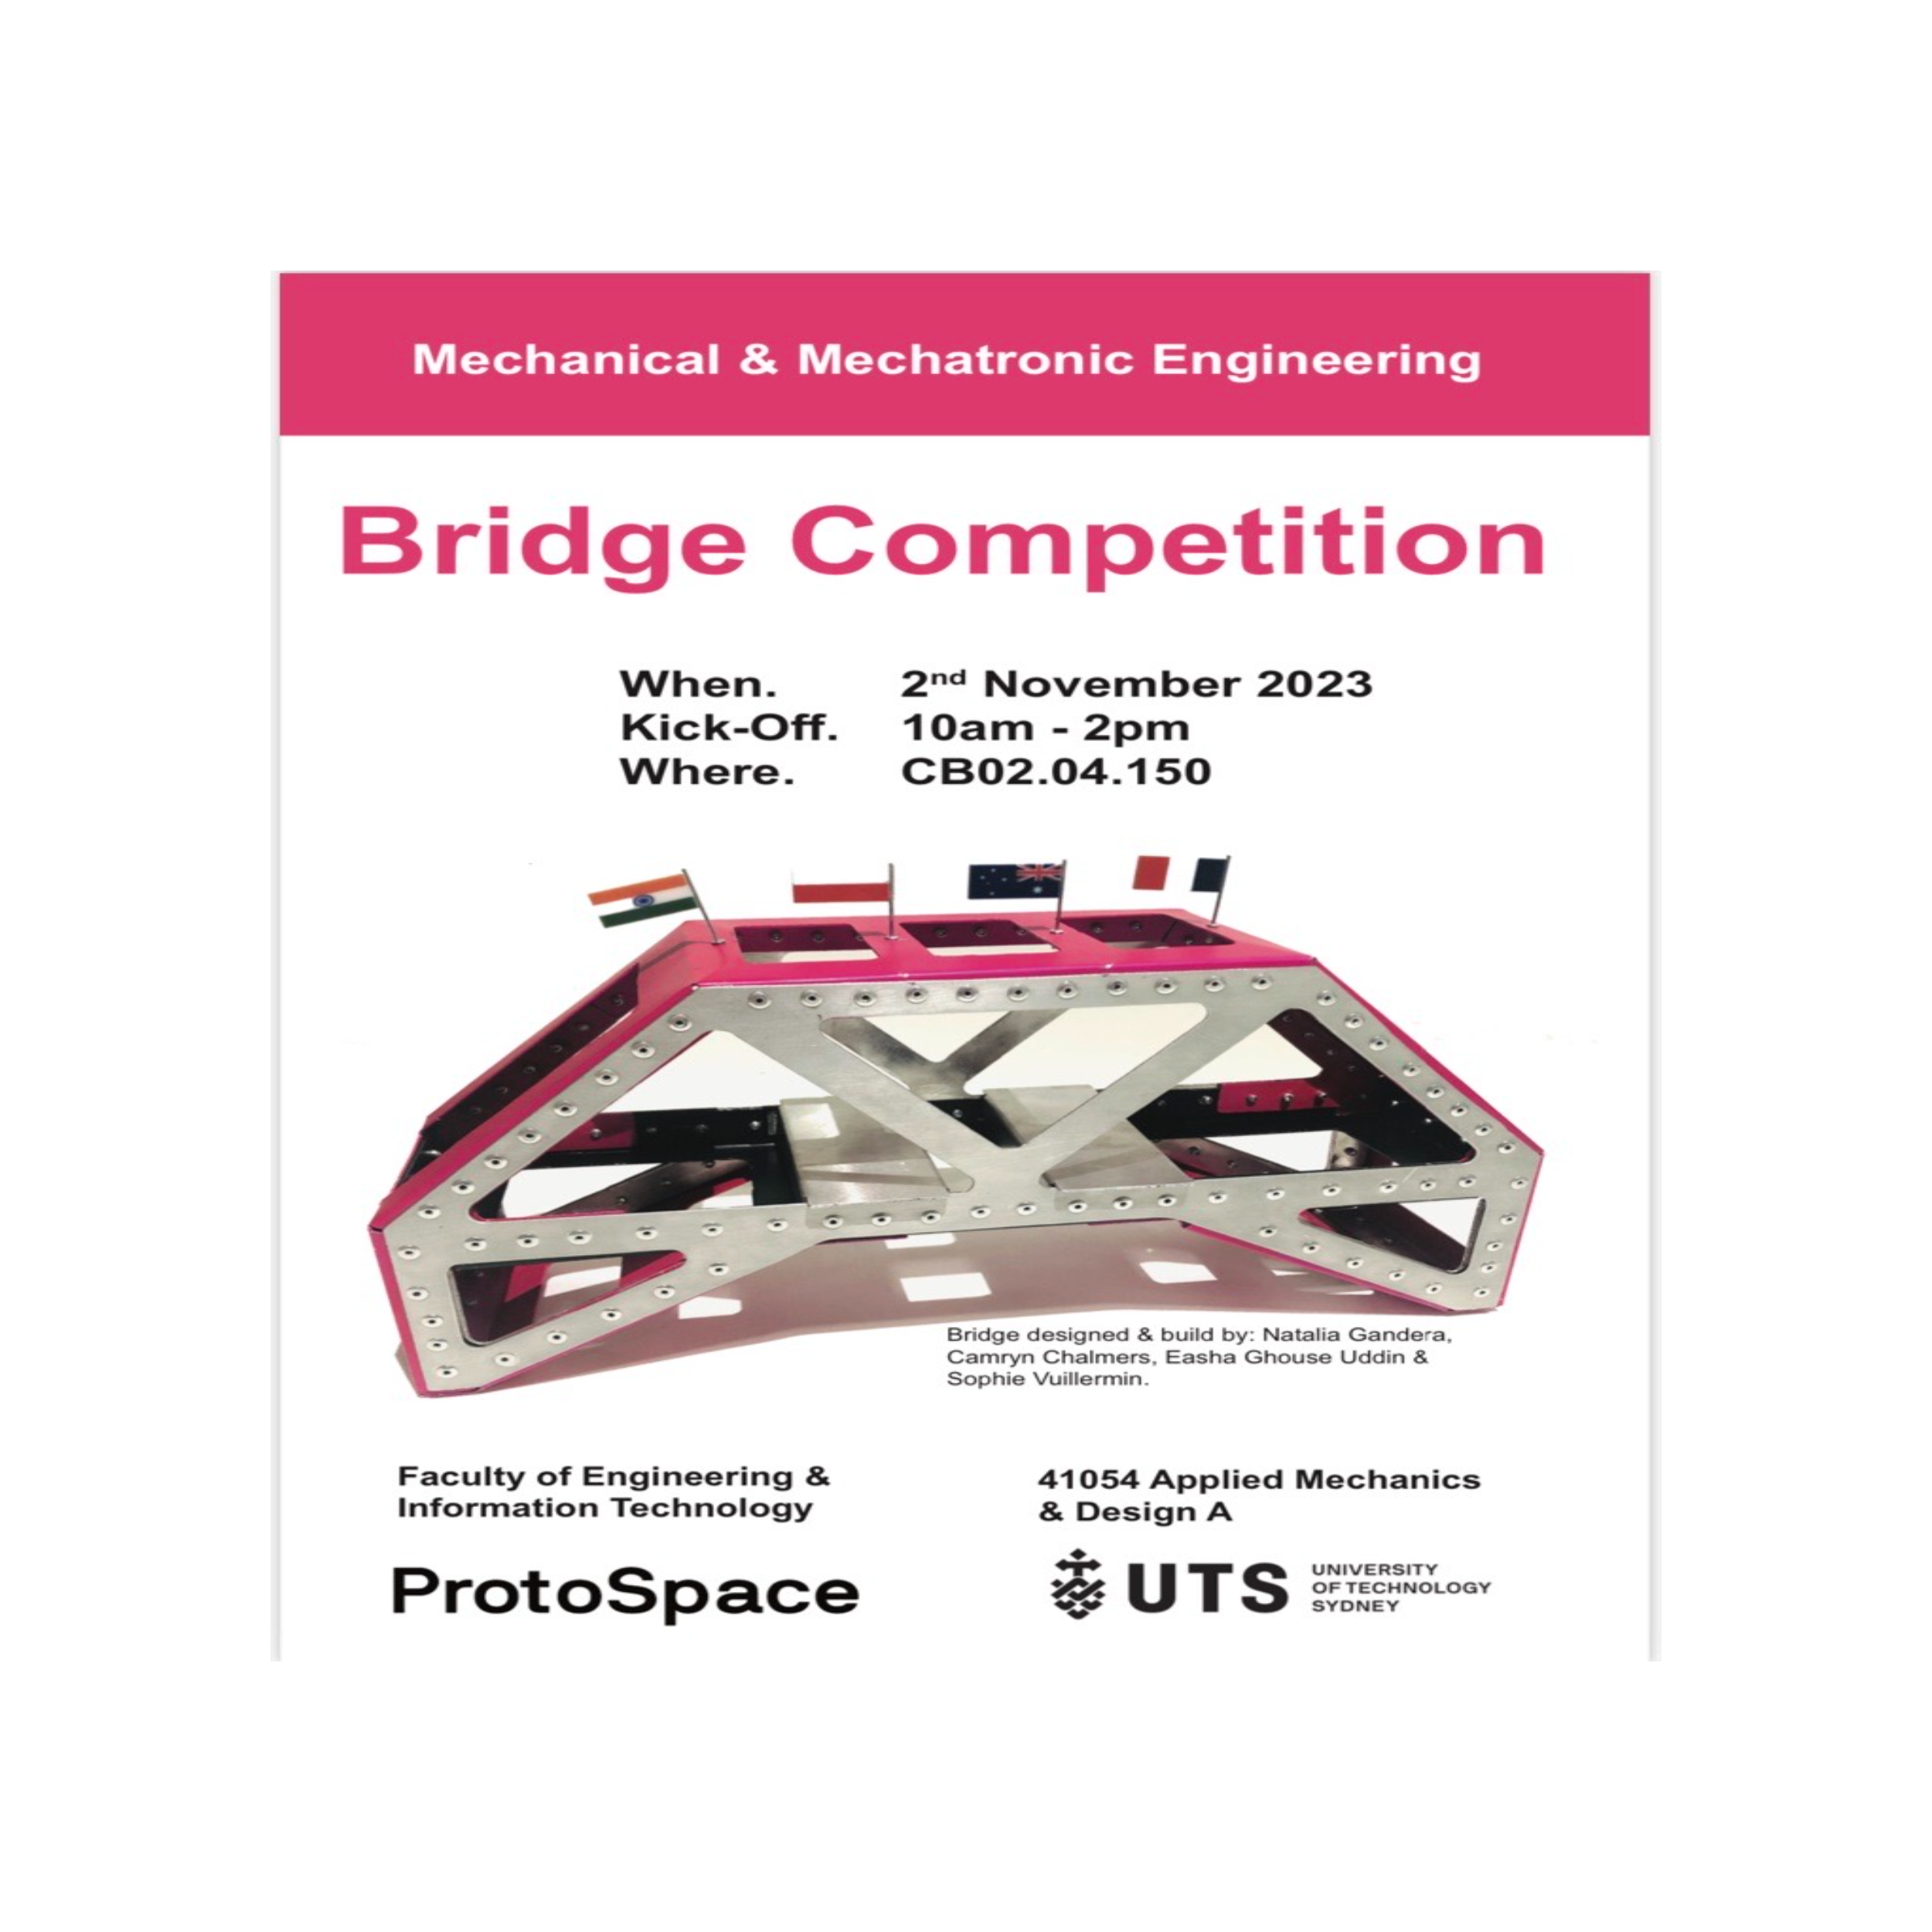 Mechanical & Mechatronic Engineering
Bridge Competition
When. 2nd November 2023
Kick-Off. 10am - 2pm
Where. CB02.04.150
Bridge designed & build by: Natalia Gandera,
Camryn Chalmers, Easha Ghouse Uddin &
Sophie Vuillermin.
Faculty of Engineering &
Information Technology
41054 Applied Mechanics
& Design A
ProtoSpace
UTS
UNIVERSITY
OF TECHNOLOGY
SYDNEY